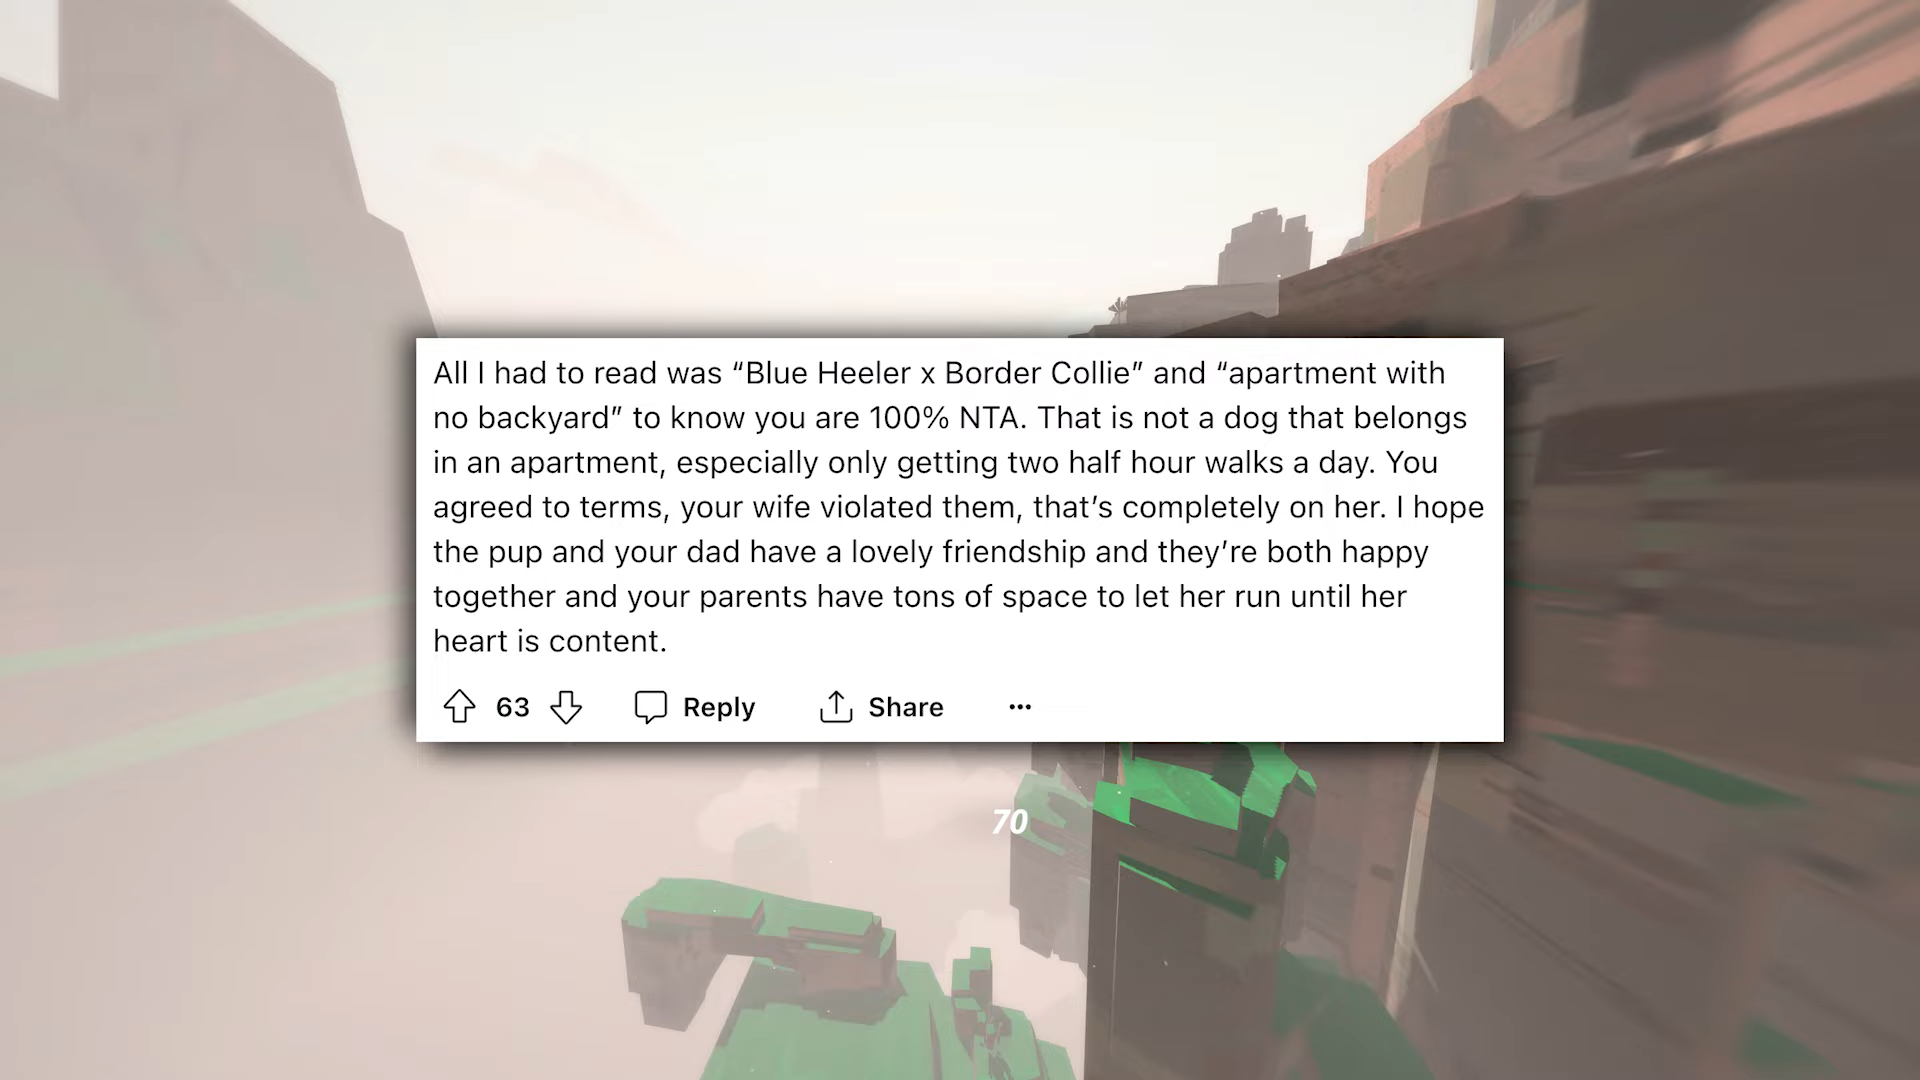 All I had to read was “Blue Heeler x Border Collie” and “apartment with
no backyard” to know you are 100% NTA. That is not a dog that belongs
in an apartment, especially only getting two half hour walks a day. You
agreed to terms, your wife violated them, that’s completely on her. I hope
the pup and your dad have a lovely friendship and they’re both happy
together and your parents have tons of space to let her run until her
heart is content.
63 Reply Share ...
70